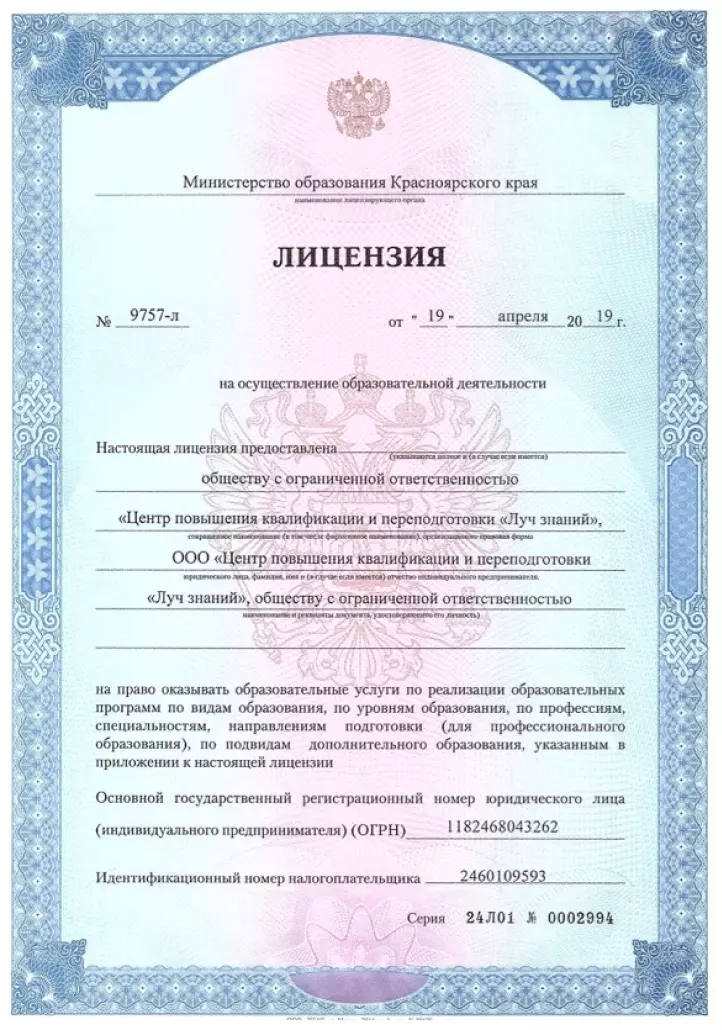 Министерство образования Красноярского края
наименование лицензирующего органа
ЛИЦЕНЗИЯ
№ 9757-л от "19" апреля 2019 г.
на осуществление образовательной деятельности
Настоящая лицензия предоставлена
(указываются полное и (в случае если имеется)
обществу с ограниченной ответственностью
«Центр повышения квалификации и переподготовки «Луч знаний»,
сокращенное наименование (в том числе фирменное наименование), организационно-правовая форма
ООО «Центр повышения квалификации и переподготовки
юридического лица, фамилия, имя и (в случае если имеется) отчество индивидуального предпринимателя,
«Луч знаний», обществу с ограниченной ответственностью
наименование и реквизиты документа, удостоверяющего его личность)
на право оказывать образовательные услуги по реализации образовательных
программ по видам образования, по уровням образования, по профессиям,
специальностям, направлениям подготовки (для профессионального
образования), по подвидам дополнительного образования, указанным в
приложении к настоящей лицензии
Основной государственный регистрационный номер юридического лица
(индивидуального предпринимателя) (ОГРН) 1182468043262
Идентификационный номер налогоплательщика 2460109593
Серия 24Л01 № 0002994